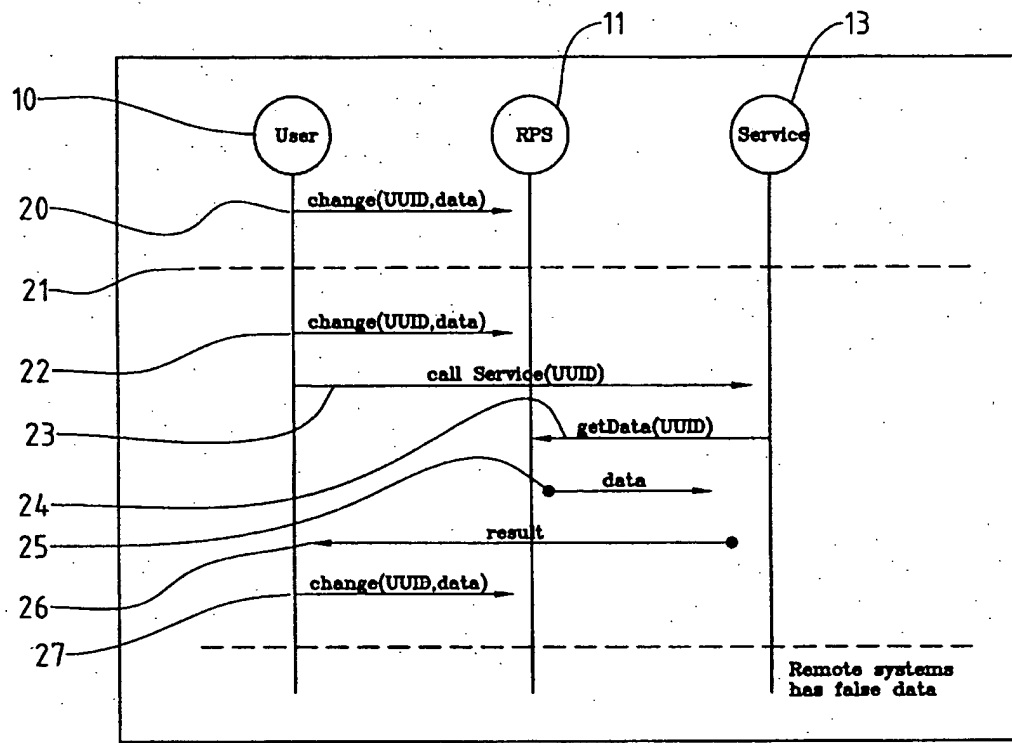 11
13
10
User
RPS
Service
20
change(UUID,data)
21
22
change(UUID,data)
call Service(UUID)
23
getData(UUID)
24
data
25
result
26
change(UUID,data)
27
Remote systems
has false data